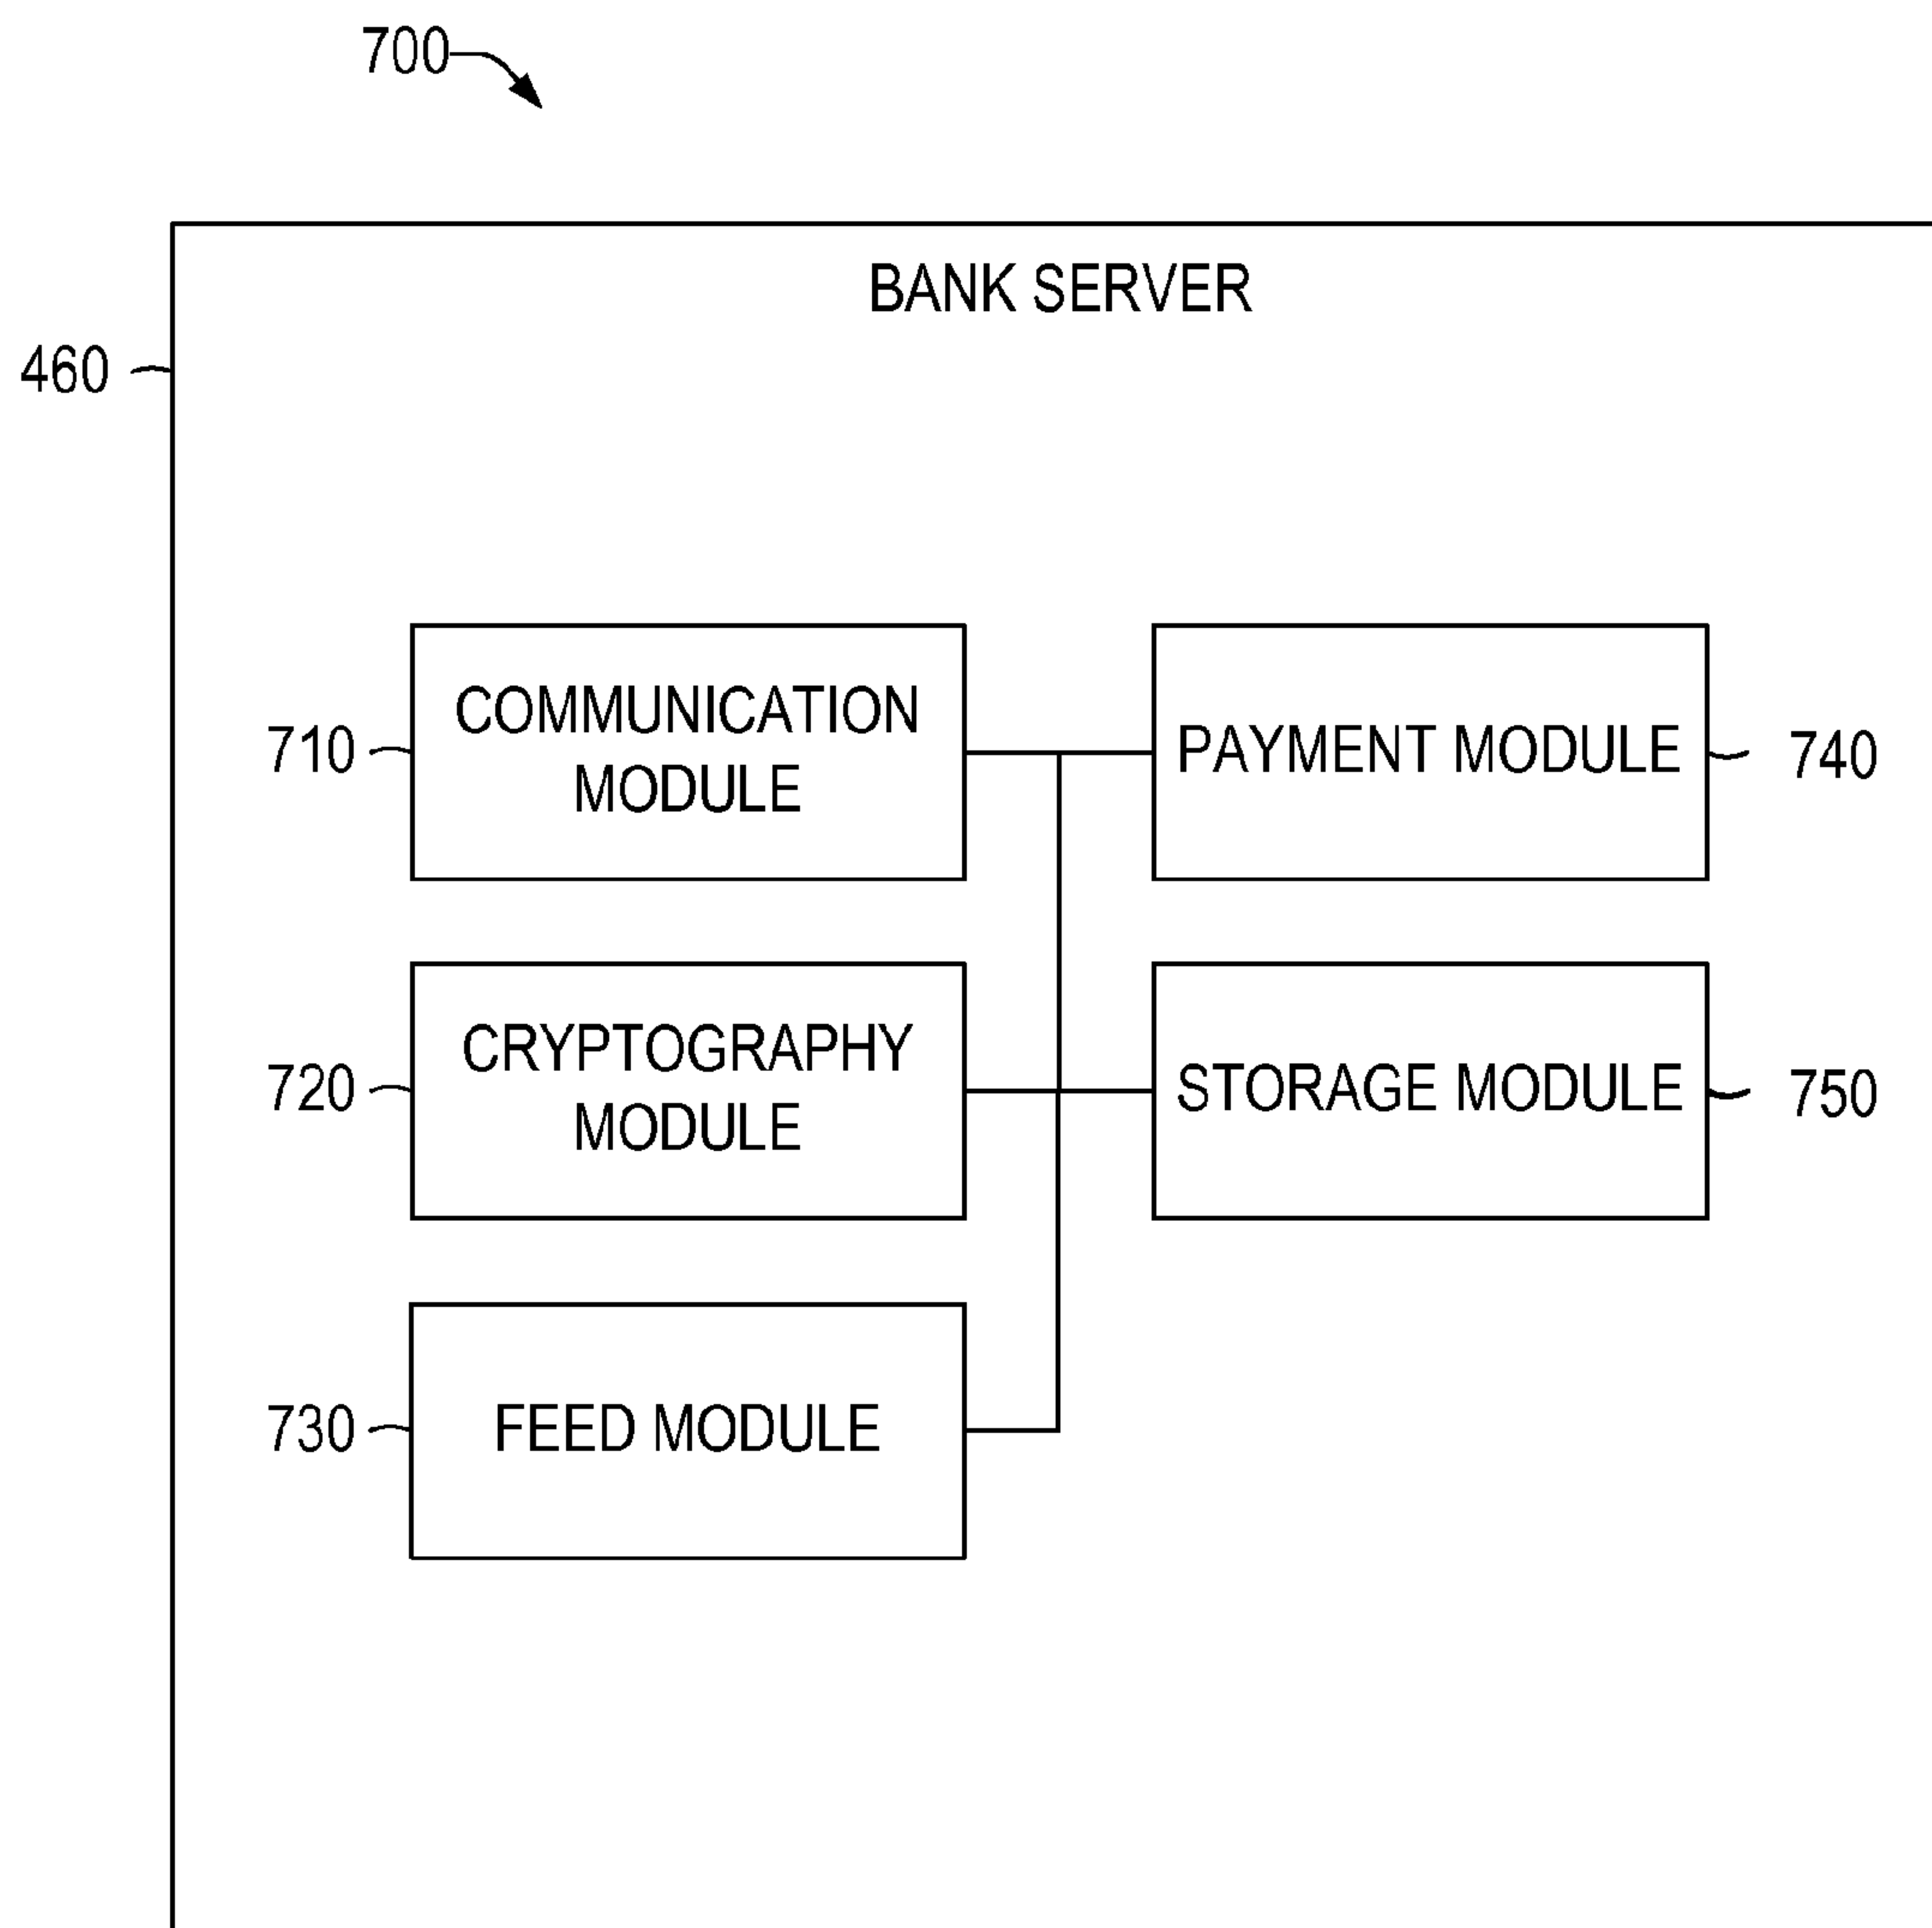 700
BANK SERVER
460
COMMUNICATION
MODULE
710
PAYMENT MODULE
740
CRYPTOGRAPHY
MODULE
720
STORAGE MODULE
750
730
FEED MODULE